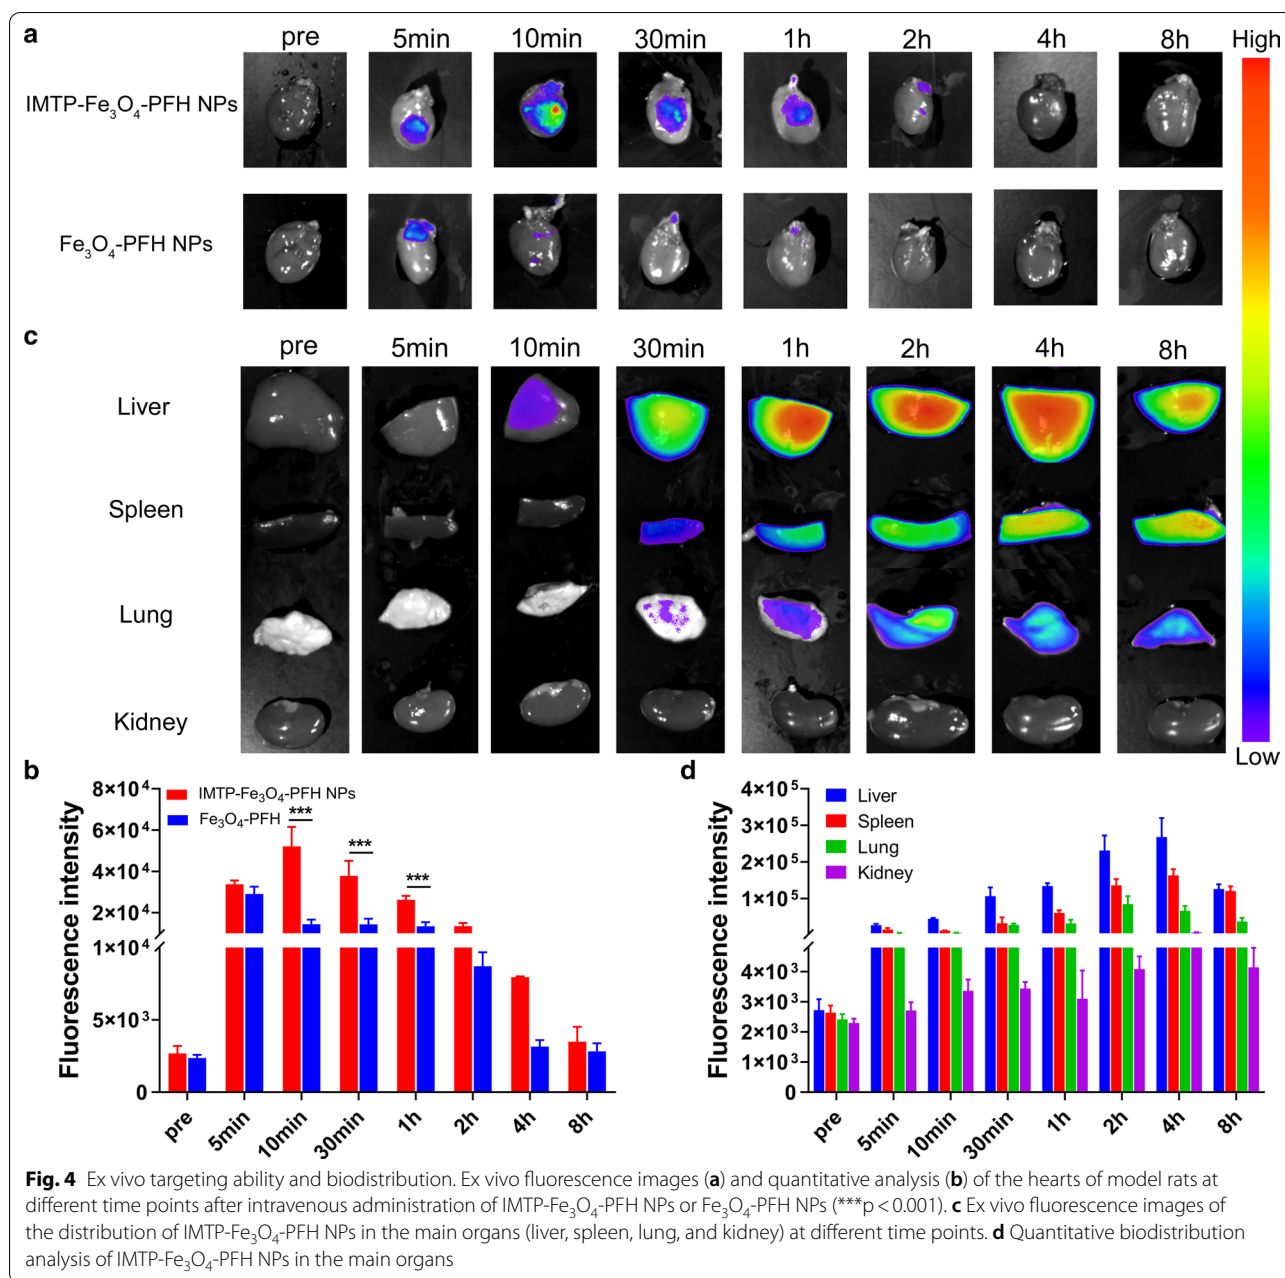 a
pre 5min 10min 30min 1h 2h 4h 8h
High
IMTP-Fe₃O₄-PFH NPs
Fe₃O₄-PFH NPs
c
pre 5min 10min 30min 1h 2h 4h 8h
Liver
Spleen
Lung
Kidney
Low
b
Fluorescence intensity
8×10⁴
6×10⁴
4×10⁴
2×10⁴
1×10⁴
5×10³
0
IMTP-Fe₃O₄-PFH NPs
Fe₃O₄-PFH
***
***
***
pre 5min 10min 30min 1h 2h 4h 8h
d
Fluorescence intensity
4×10⁵
3×10⁵
2×10⁵
1×10⁵
4×10³
3×10³
2×10³
1×10³
0
Liver
Spleen
Lung
Kidney
pre 5min 10min 30min 1h 2h 4h 8h
Fig. 4 Ex vivo targeting ability and biodistribution. Ex vivo fluorescence images (a) and quantitative analysis (b) of the hearts of model rats at
different time points after intravenous administration of IMTP-Fe₃O₄-PFH NPs or Fe₃O₄-PFH NPs (***p < 0.001). c Ex vivo fluorescence images of
the distribution of IMTP-Fe₃O₄-PFH NPs in the main organs (liver, spleen, lung, and kidney) at different time points. d Quantitative biodistribution
analysis of IMTP-Fe₃O₄-PFH NPs in the main organs